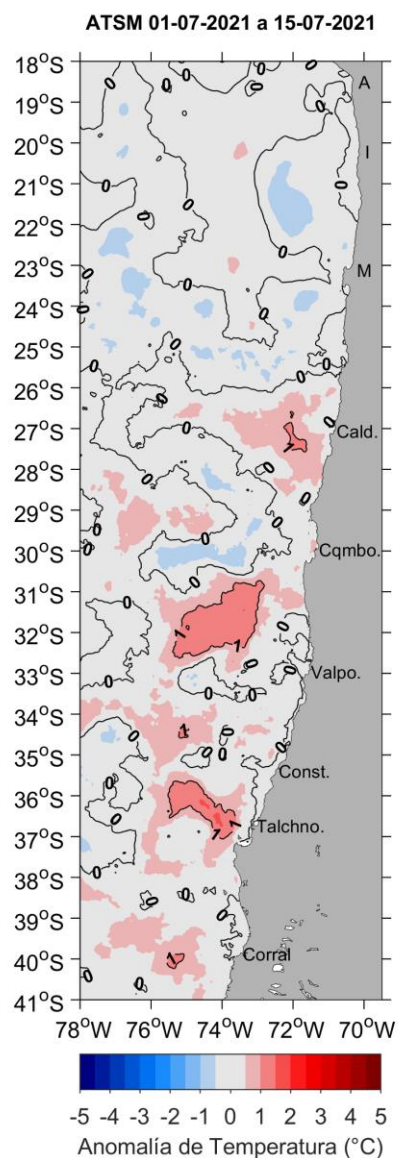 ATSM 01-07-2021 a 15-07-2021
18°S
19°S
20°S
21°S
22°S
23°S
24°S
25°S
26°S
27°S
28°S
29°S
30°S
31°S
32°S
33°S
34°S
35°S
36°S
37°S
38°S
39°S
40°S
41°S
A
I
M
Cald.
Cqmbo.
Valpo.
Const.
Talchno.
Corral
78°W 76°W 74°W 72°W 70°W
-5 -4 -3 -2 -1 0 1 2 3 4 5
Anomalía de Temperatura (°C)